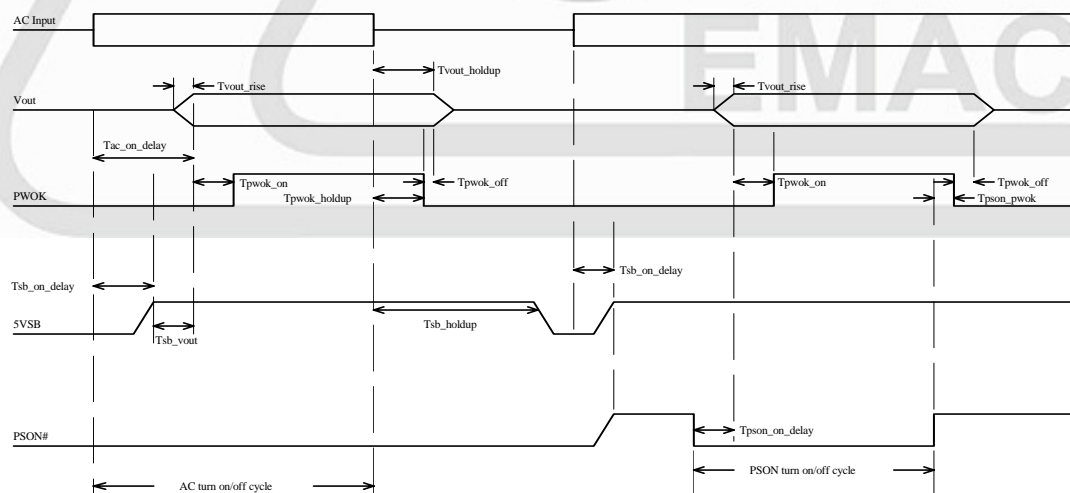 AC Input
EMAC
Tvout_holdup
Tvout_rise
Tvout_rise
Vout
Tac_on_delay
Tpwok_on
Tpwok_off
Tpwok_on
Tpwok_off
PWOK
Tpwok_holdup
Tpson_pwok
Tsb_on_delay
Tsb_on_delay
5VSB
Tsb_holdup
Tsb_vout
PSON#
Tpson_on_delay
AC turn on/off cycle
PSON turn on/off cycle